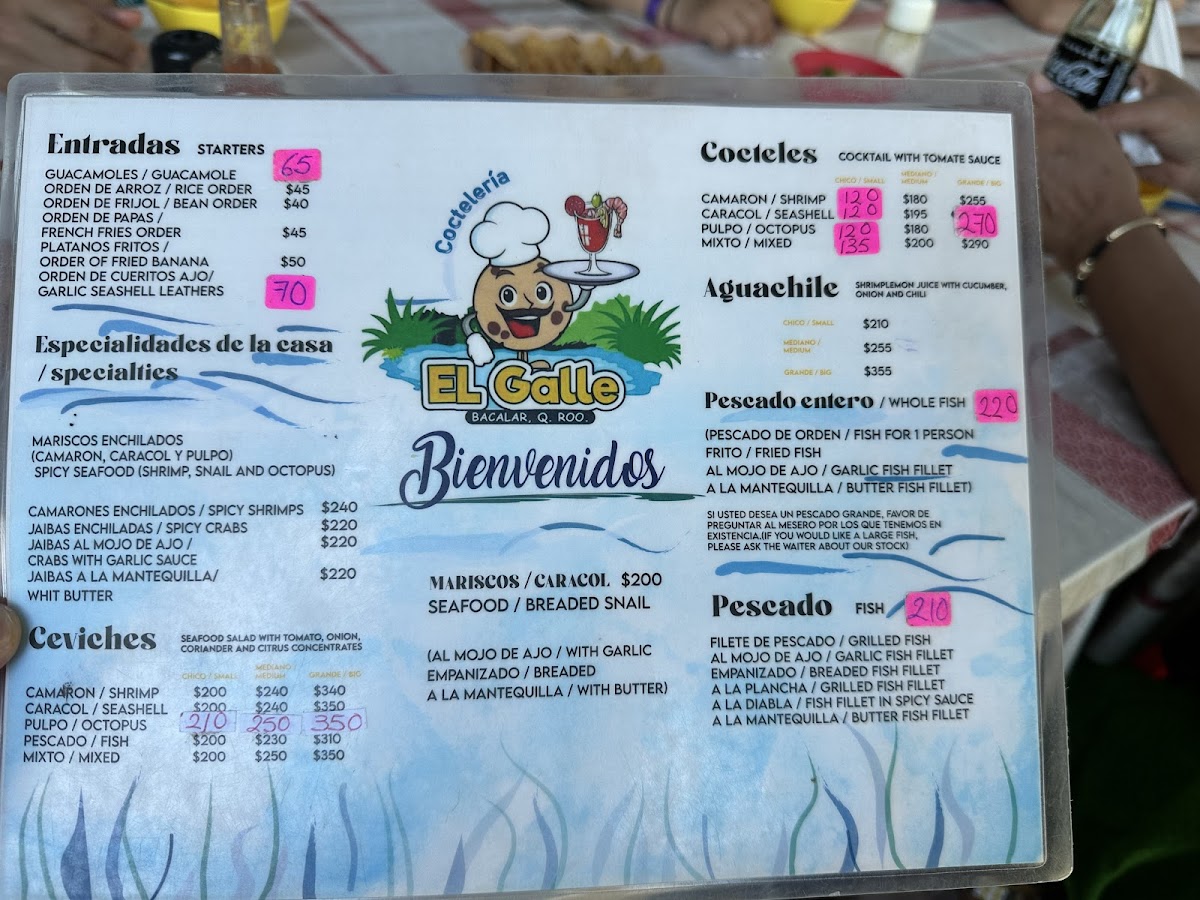 Entradas STARTERS
GUACAMOLES / GUACAMOLE 65
ORDEN DE ARROZ / RICE ORDER $45
ORDEN DE FRIJOL / BEAN ORDER $40
ORDEN DE PAPAS /
FRENCH FRIES ORDER $45
PLATANOS FRITOS /
ORDER OF FRIED BANANA $50
ORDEN DE CUERITOS AJO/
GARLIC SEASHELL LEATHERS 70
Especialidades de la casa
/ specialties
MARISCOS ENCHILADOS
(CAMARON, CARACOL Y PULPO)
SPICY SEAFOOD (SHRIMP, SNAIL AND OCTOPUS)
CAMARONES ENCHILADOS / SPICY SHRIMPS $240
JAIBAS ENCHILADAS / SPICY CRABS $220
JAIBAS AL MOJO DE AJO / $220
CRABS WITH GARLIC SAUCE
JAIBAS A LA MANTEQUILLA/ $220
WHIT BUTTER
Ceviches SEAFOOD SALAD WITH TOMATO, ONION,
CORIANDER AND CITRUS CONCENTRATES
CHICO / SMALL MEDIANO / MEDIUM GRANDE / BIG
CAMARON / SHRIMP $200 $240 $340
CARACOL / SEASHELL $200 $240 $350
PULPO / OCTOPUS 210 250 350
PESCADO / FISH $200 $230 $310
MIXTO / MIXED $200 $250 $350
Coctelería
EL Galle
BACALAR, Q. ROO.
Bienvenidos
MARISCOS / CARACOL $200
SEAFOOD / BREADED SNAIL
(AL MOJO DE AJO / WITH GARLIC
EMPANIZADO / BREADED
A LA MANTEQUILLA / WITH BUTTER)
Cocteles COCKTAIL WITH TOMATE SAUCE
CHICO / SMALL MEDIANO / MEDIUM GRANDE / BIG
CAMARON / SHRIMP 120 $180 $255
CARACOL / SEASHELL 120 $195 270
PULPO / OCTOPUS 120 $180
MIXTO / MIXED 135 $200 $290
Aguachile SHRIMPLEMON JUICE WITH CUCUMBER,
ONION AND CHILI
CHICO / SMALL $210
MEDIANO / MEDIUM $255
GRANDE / BIG $355
Pescado entero / WHOLE FISH 220
(PESCADO DE ORDEN / FISH FOR 1 PERSON
FRITO / FRIED FISH
AL MOJO DE AJO / GARLIC FISH FILLET
A LA MANTEQUILLA / BUTTER FISH FILLET)
SI USTED DESEA UN PESCADO GRANDE, FAVOR DE
PREGUNTAR AL MESERO POR LOS QUE TENEMOS EN
EXISTENCIA.(IF YOU WOULD LIKE A LARGE FISH,
PLEASE ASK THE WAITER ABOUT OUR STOCK)
Pescado FISH 210
FILETE DE PESCADO / GRILLED FISH
AL MOJO DE AJO / GARLIC FISH FILLET
EMPANIZADO / BREADED FISH FILLET
A LA PLANCHA / GRILLED FISH FILLET
A LA DIABLA / FISH FILLET IN SPICY SAUCE
A LA MANTEQUILLA / BUTTER FISH FILLET
Coca-Cola